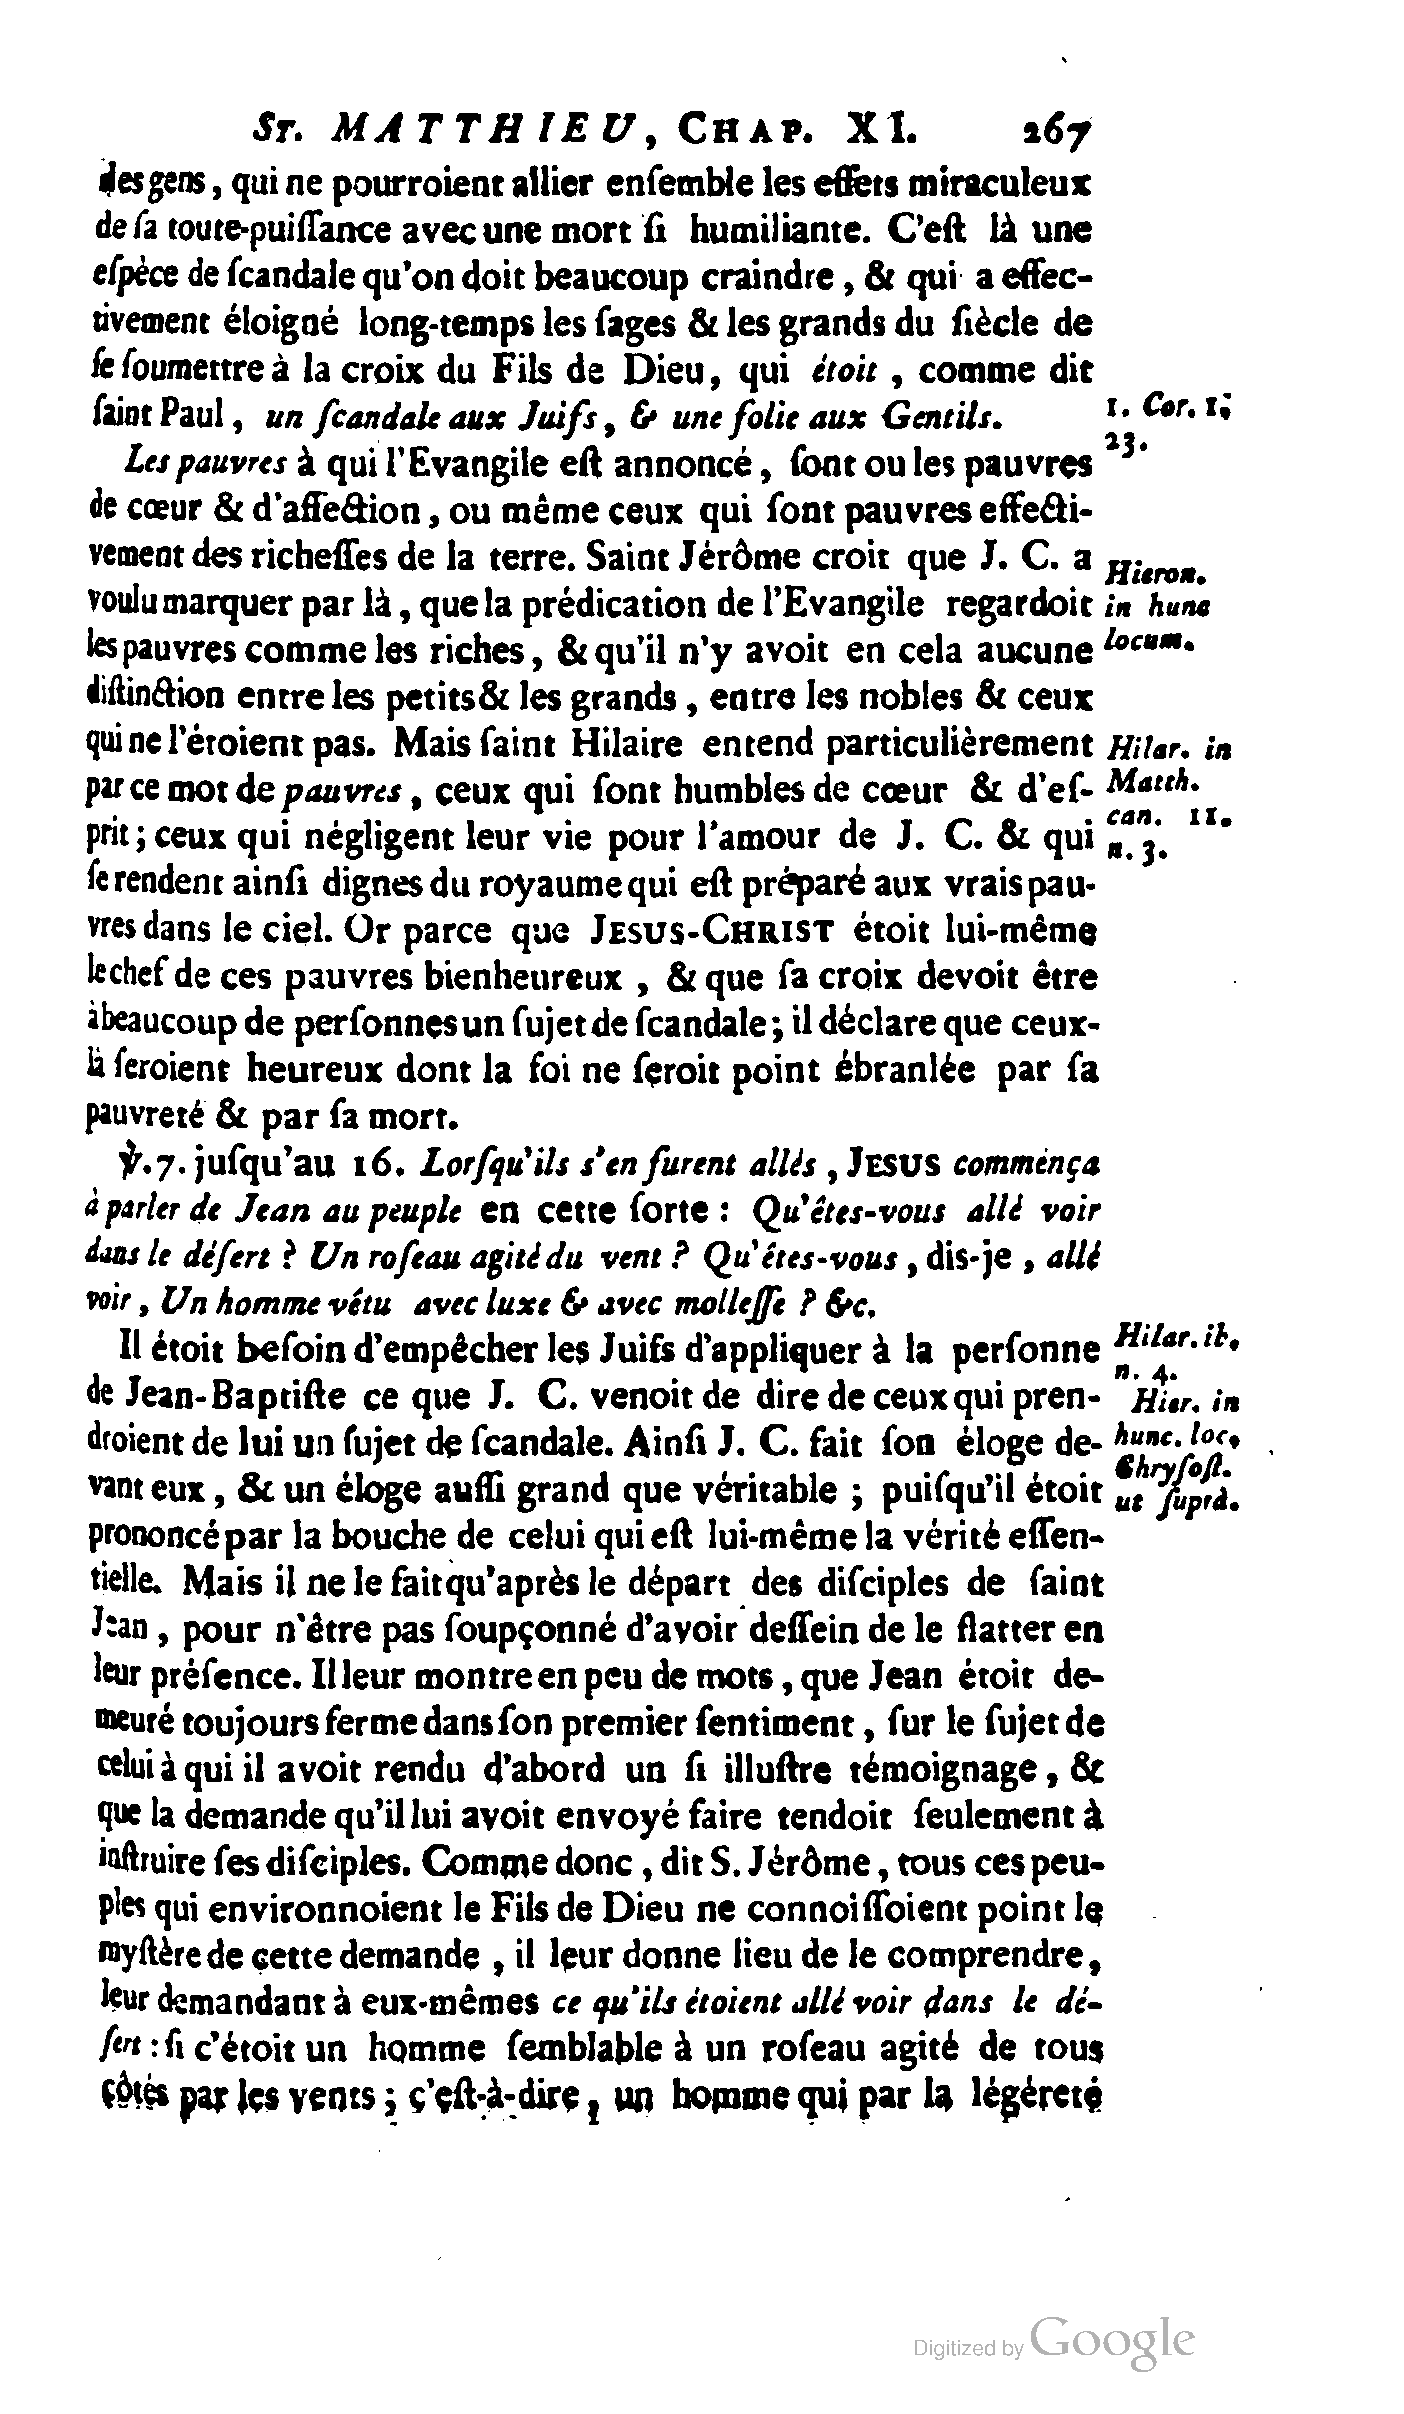 St. MATTHIEU, CHAP. XI. 267
des gens, qui ne pourroient allier enſemble les effets miraculeux
de ſa toute-puiſſance avec une mort ſi humiliante. C'eſt là une
eſpèce de ſcandale qu'on doit beaucoup craindre, & qui a effec-
tivement éloigné long-temps les ſages & les grands du ſiècle de
ſe ſoumettre à la croix du Fils de Dieu, qui étoit, comme dit
ſaint Paul, un ſcandale aux Juifs, & une folie aux Gentils.
1. Cor. 1.
23.
Les pauvres à qui l'Evangile eſt annoncé, ſont ou les pauvres
de cœur & d'affection, ou même ceux qui ſont pauvres effecti-
vement des richeſſes de la terre. Saint Jérôme croit que J. C. a
voulu marquer par là, que la prédication de l'Evangile regardoit
les pauvres comme les riches, & qu'il n'y avoit en cela aucune
Hieron.
in hunc
locum.
diſtinction entre les petits & les grands, entre les nobles & ceux
qui ne l'étoient pas. Mais ſaint Hilaire entend particulièrement
par ce mot de pauvres, ceux qui ſont humbles de cœur & d'eſ-
prit; ceux qui négligent leur vie pour l'amour de J. C. & qui
Hilar. in
Matth.
can. 11.
n. 3.
ſe rendent ainſi dignes du royaume qui eſt préparé aux vrais pau-
vres dans le ciel. Or parce que JESUS-CHRIST étoit lui-même
le chef de ces pauvres bienheureux, & que ſa croix devoit être
à beaucoup de perſonnes un ſujet de ſcandale; il déclare que ceux-
là ſeroient heureux dont la foi ne ſeroit point ébranlée par ſa
pauvreté & par ſa mort.
℣. 7. juſqu'au 16. Lorſqu'ils s'en furent allés, JESUS commença
à parler de Jean au peuple en cette ſorte : Qu'êtes-vous allé voir
dans le déſert ? Un roſeau agité du vent ? Qu'êtes-vous, dis-je, allé
voir, Un homme vêtu avec luxe & avec molleſſe ? &c.
Il étoit beſoin d'empêcher les Juifs d'appliquer à la perſonne
de Jean-Baptiſte ce que J. C. venoit de dire de ceux qui pren-
droient de lui un ſujet de ſcandale. Ainſi J. C. fait ſon éloge de-
vant eux, & un éloge auſſi grand que véritable ; puiſqu'il étoit
Hilar. ib.
n. 4.
Hier. in
hunc. loc.
Chryſoſt.
ut ſuprà.
prononcé par la bouche de celui qui eſt lui-même la vérité eſſen-
tielle. Mais il ne le fait qu'après le départ des diſciples de ſaint
Jean, pour n'être pas ſoupçonné d'avoir deſſein de le flatter en
leur préſence. Il leur montre en peu de mots, que Jean étoit de-
meuré toujours ferme dans ſon premier ſentiment, ſur le ſujet de
celui à qui il avoit rendu d'abord un ſi illuſtre témoignage, &
que la demande qu'il lui avoit envoyé faire tendoit ſeulement à
inſtruire ſes diſciples. Comme donc, dit S. Jérôme, tous ces peu-
ples qui environnoient le Fils de Dieu ne connoiſſoient point le
myſtère de cette demande, il leur donne lieu de le comprendre,
leur demandant à eux-mêmes ce qu'ils étoient allé voir dans le dé-
ſert : ſi c'étoit un homme ſemblable à un roſeau agité de tous
côtés par les vents ; c'eſt-à-dire, un homme qui par la légéreté
Digitized by Google